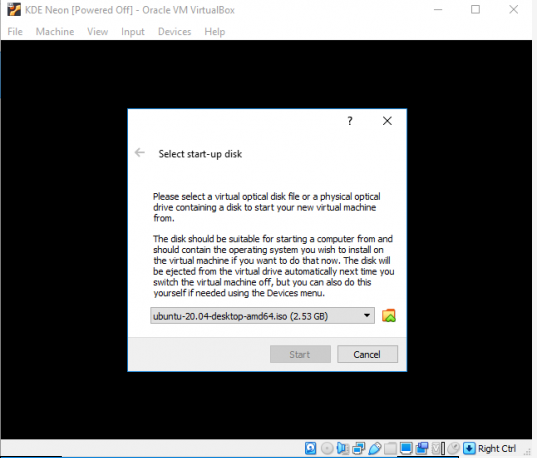 KDE Neon [Powered Off] - Oracle VM VirtualBox
File Machine View Input Devices Help
?
Select start-up disk
Please select a virtual optical disk file or a physical optical
drive containing a disk to start your new virtual machine
from.
The disk should be suitable for starting a computer from and
should contain the operating system you wish to install on
the virtual machine if you want to do that now. The disk will
be ejected from the virtual drive automatically next time you
switch the virtual machine off, but you can also do this
yourself if needed using the Devices menu.
ubuntu-20.04-desktop-amd64.iso (2.53 GB)
Start Cancel
Right Ctrl